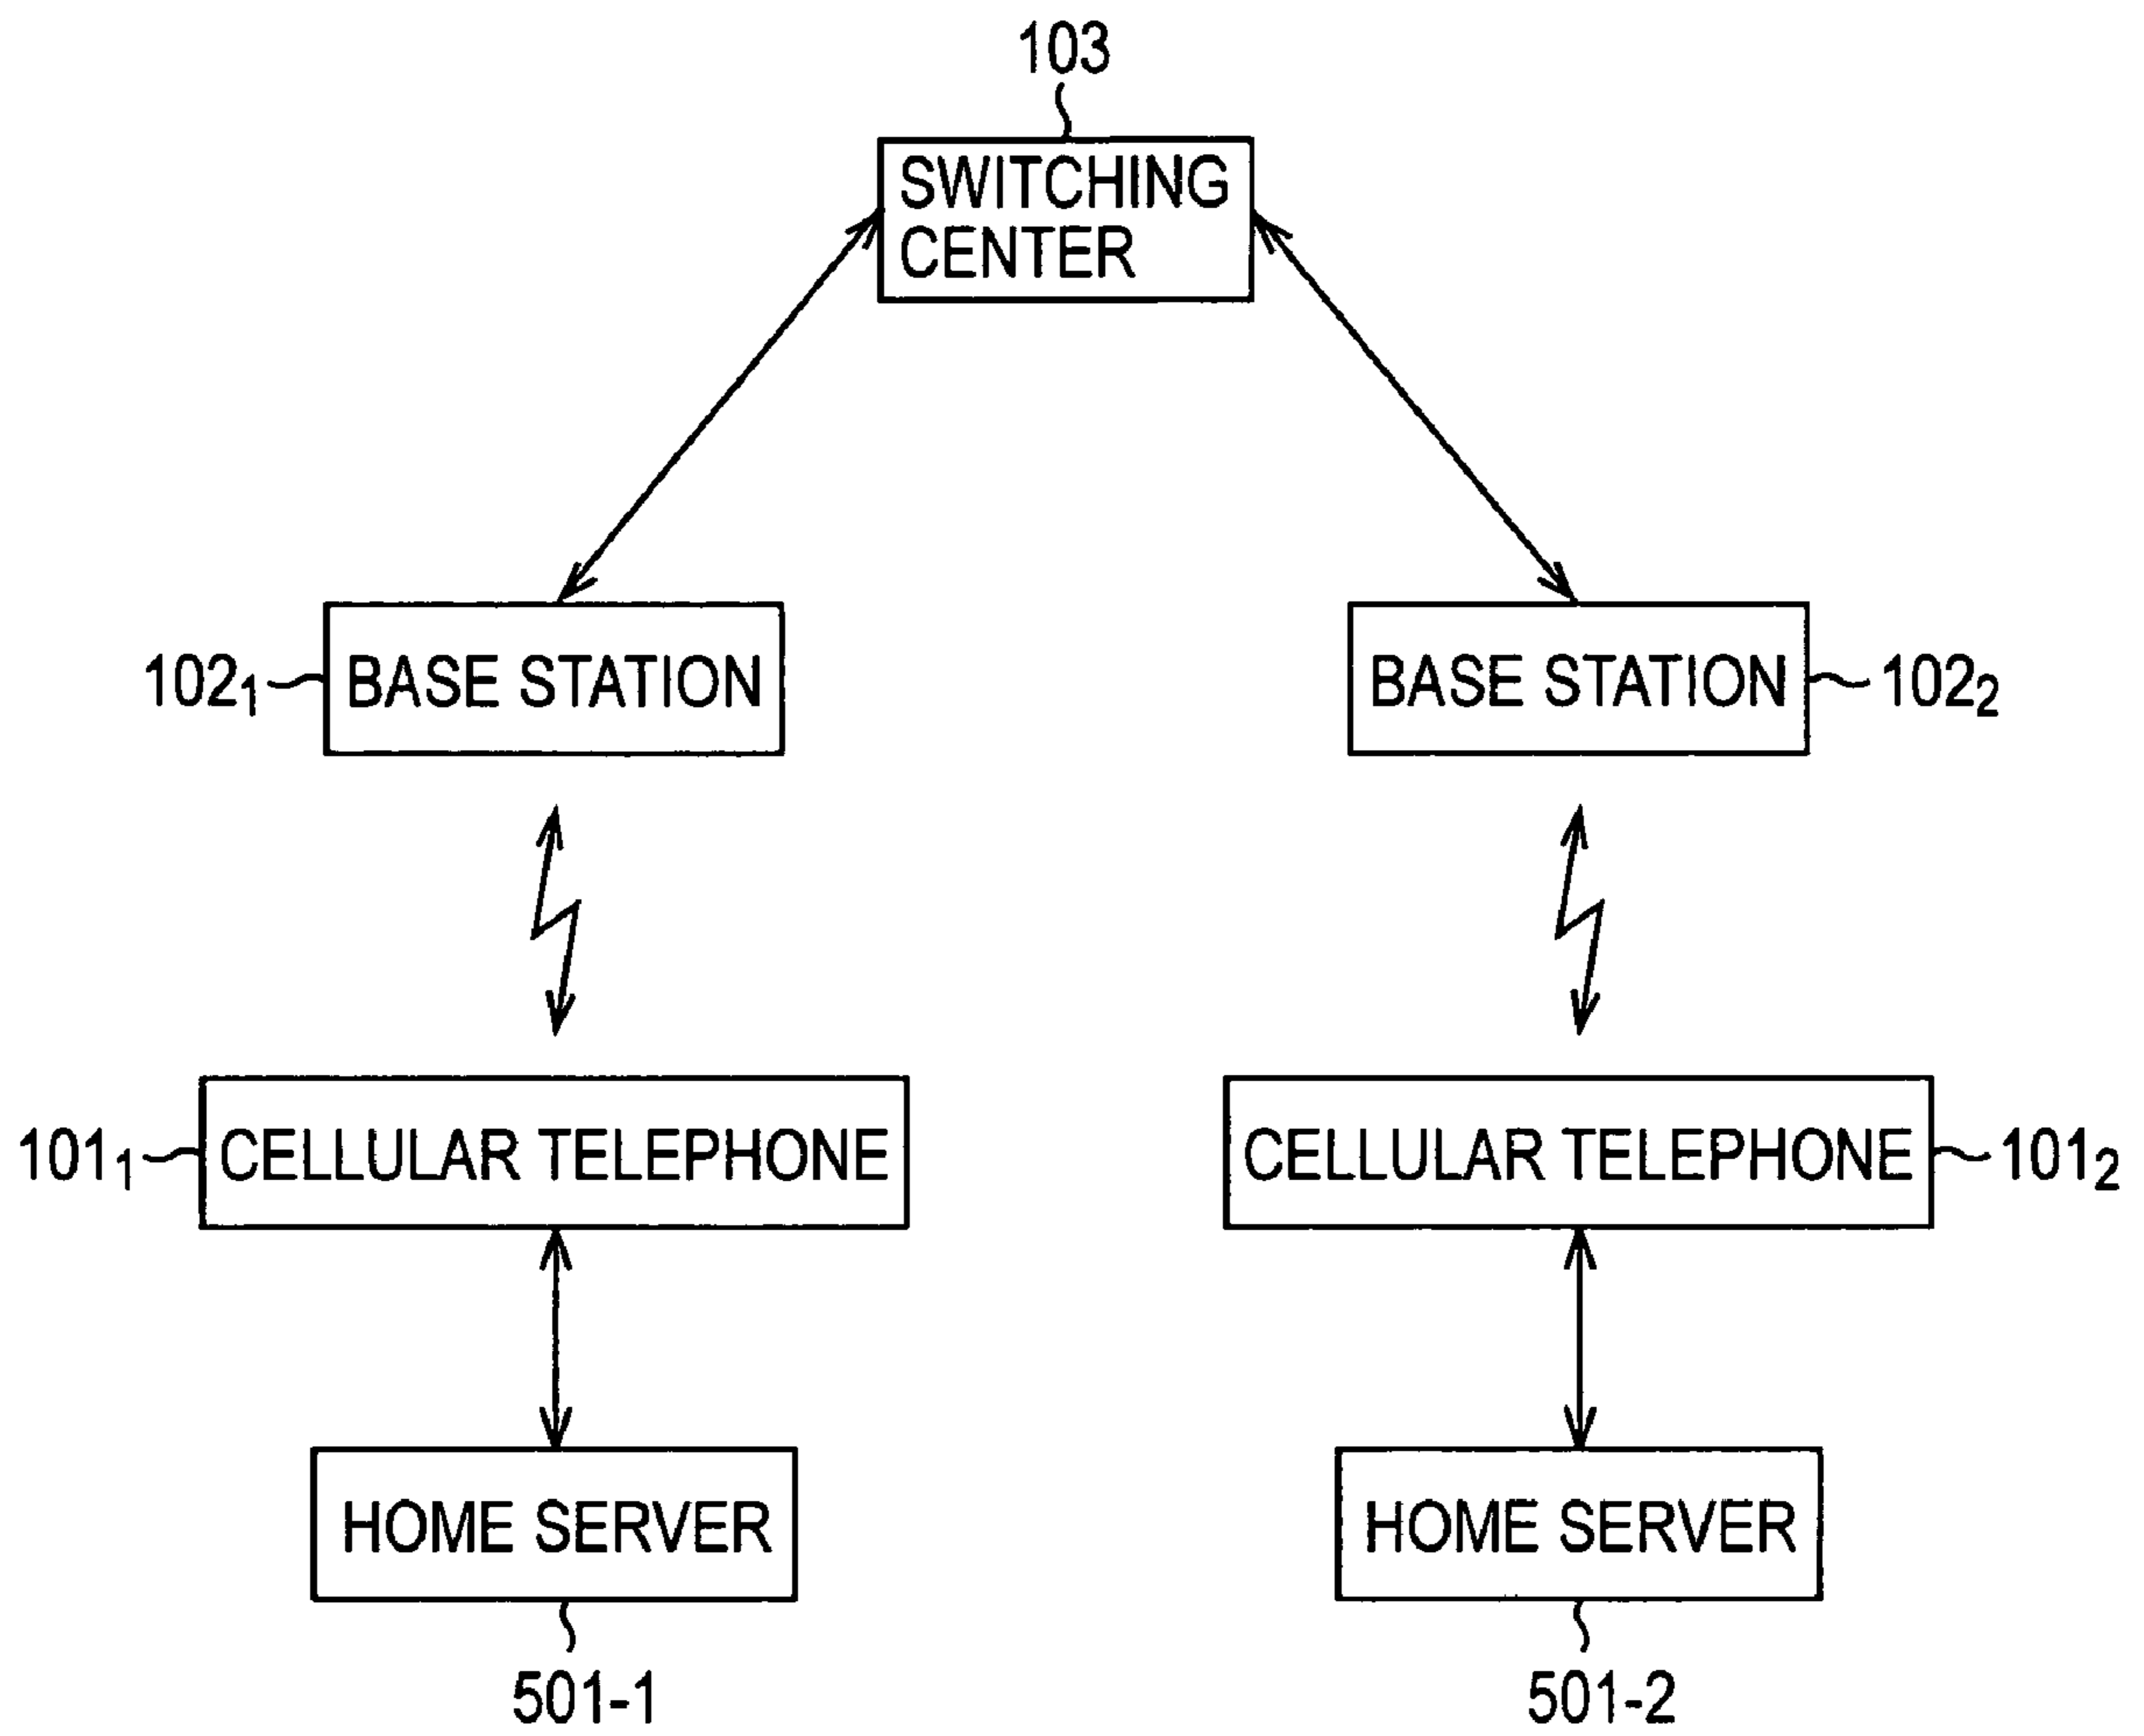 103
SWITCHING
CENTER
102₁ BASE STATION
BASE STATION 102₂
101₁ CELLULAR TELEPHONE
CELLULAR TELEPHONE 101₂
HOME SERVER
HOME SERVER
501-1
501-2